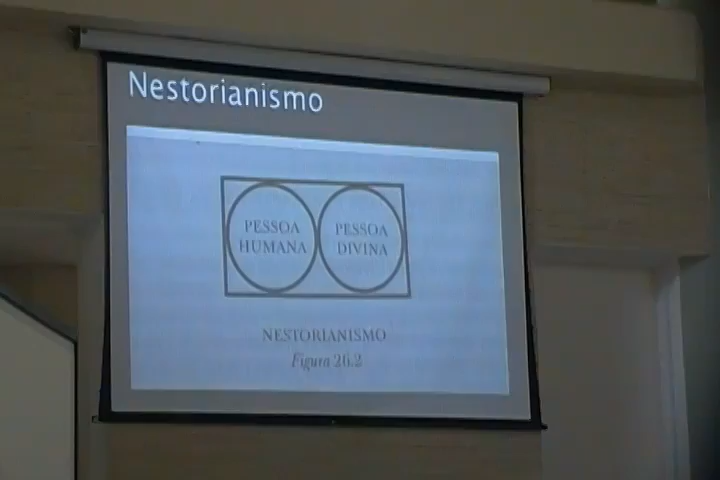 Nestorianismo
PESSOA
HUMANA
PESSOA
DIVINA
NESTORIANISMO
Figura 26.2